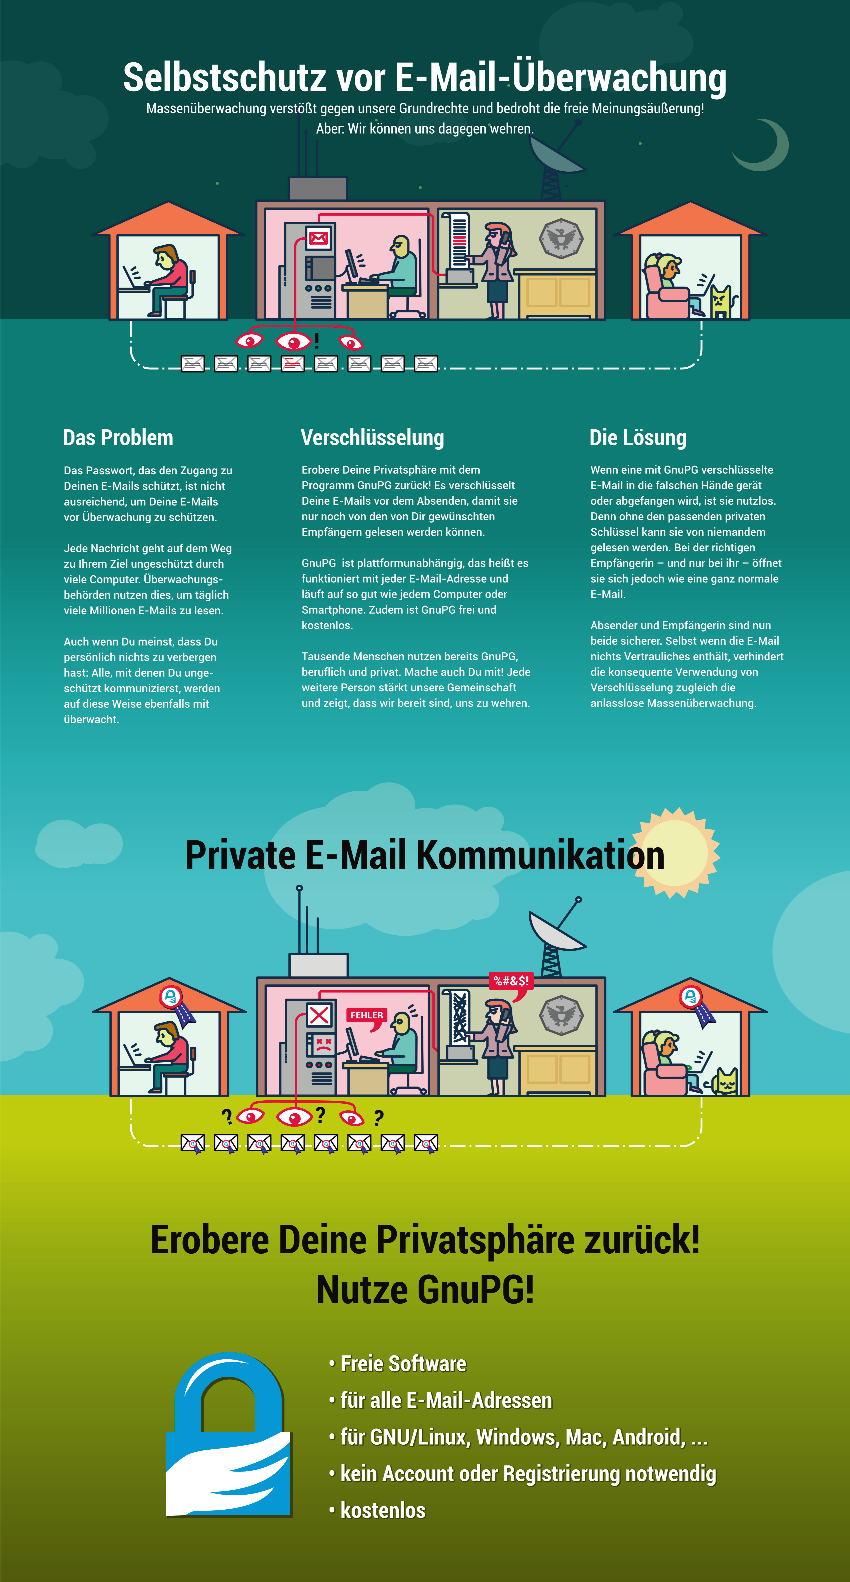 Selbstschutz vor E-Mail-Überwachung
Massenüberwachung verstößt gegen unsere Grundrechte und bedroht die freie Meinungsäußerung!
Aber: Wir können uns dagegen wehren.
!
Das Problem
Das Passwort, das den Zugang zu
Deinen E-Mails schützt, ist nicht
ausreichend, um Deine E-Mails
vor Überwachung zu schützen.
Jede Nachricht geht auf dem Weg
zu Ihrem Ziel ungeschützt durch
viele Computer. Überwachungs-
behörden nutzen dies, um täglich
viele Millionen E-Mails zu lesen.
Auch wenn Du meinst, dass Du
persönlich nichts zu verbergen
hast: Alle, mit denen Du unge-
schützt kommunizierst, werden
auf diese Weise ebenfalls mit
überwacht.
Verschlüsselung
Erobere Deine Privatsphäre mit dem
Programm GnuPG zurück! Es verschlüsselt
Deine E-Mails vor dem Absenden, damit sie
nur noch von den von Dir gewünschten
Empfängern gelesen werden können.
GnuPG ist plattformunabhängig, das heißt es
funktioniert mit jeder E-Mail-Adresse und
läuft auf so gut wie jedem Computer oder
Smartphone. Zudem ist GnuPG frei und
kostenlos.
Tausende Menschen nutzen bereits GnuPG,
beruflich und privat. Mache auch Du mit! Jede
weitere Person stärkt unsere Gemeinschaft
und zeigt, dass wir bereit sind, uns zu wehren.
Die Lösung
Wenn eine mit GnuPG verschlüsselte
E-Mail in die falschen Hände gerät
oder abgefangen wird, ist sie nutzlos.
Denn ohne den passenden privaten
Schlüssel kann sie von niemandem
gelesen werden. Bei der richtigen
Empfängerin – und nur bei ihr – öffnet
sie sich jedoch wie eine ganz normale
E-Mail.
Absender und Empfängerin sind nun
beide sicherer. Selbst wenn die E-Mail
nichts Vertrauliches enthält, verhindert
die konsequente Verwendung von
Verschlüsselung zugleich die
anlasslose Massenüberwachung.
Private E-Mail Kommunikation
%#&$!
FEHLER
? ? ?
Erobere Deine Privatsphäre zurück!
Nutze GnuPG!
• Freie Software
• für alle E-Mail-Adressen
• für GNU/Linux, Windows, Mac, Android, ...
• kein Account oder Registrierung notwendig
• kostenlos